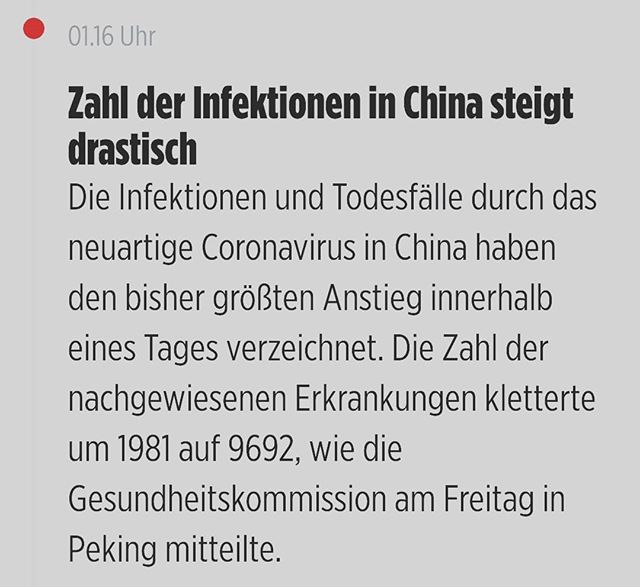 01.16 Uhr
Zahl der Infektionen in China steigt
drastisch
Die Infektionen und Todesfälle durch das
neuartige Coronavirus in China haben
den bisher größten Anstieg innerhalb
eines Tages verzeichnet. Die Zahl der
nachgewiesenen Erkrankungen kletterte
um 1981 auf 9692, wie die
Gesundheitskommission am Freitag in
Peking mitteilte.